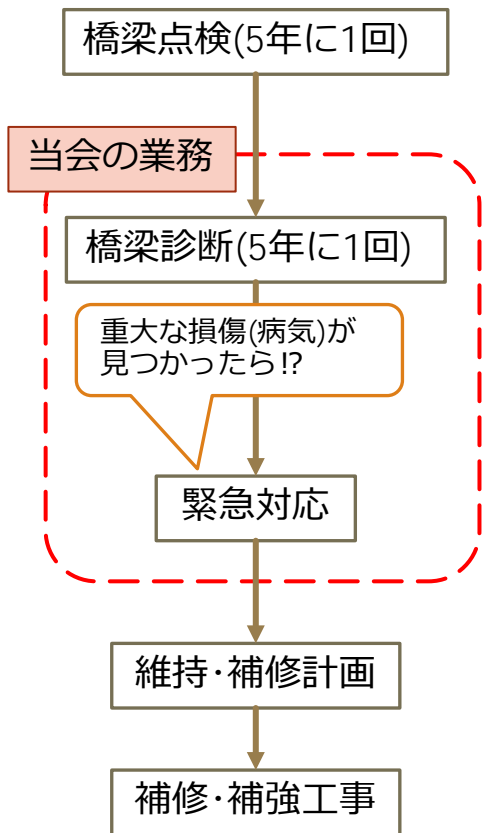 橋梁点検(5年に1回)
当会の業務
橋梁診断(5年に1回)
重大な損傷(病気)が
見つかったら!?
緊急対応
維持・補修計画
補修・補強工事